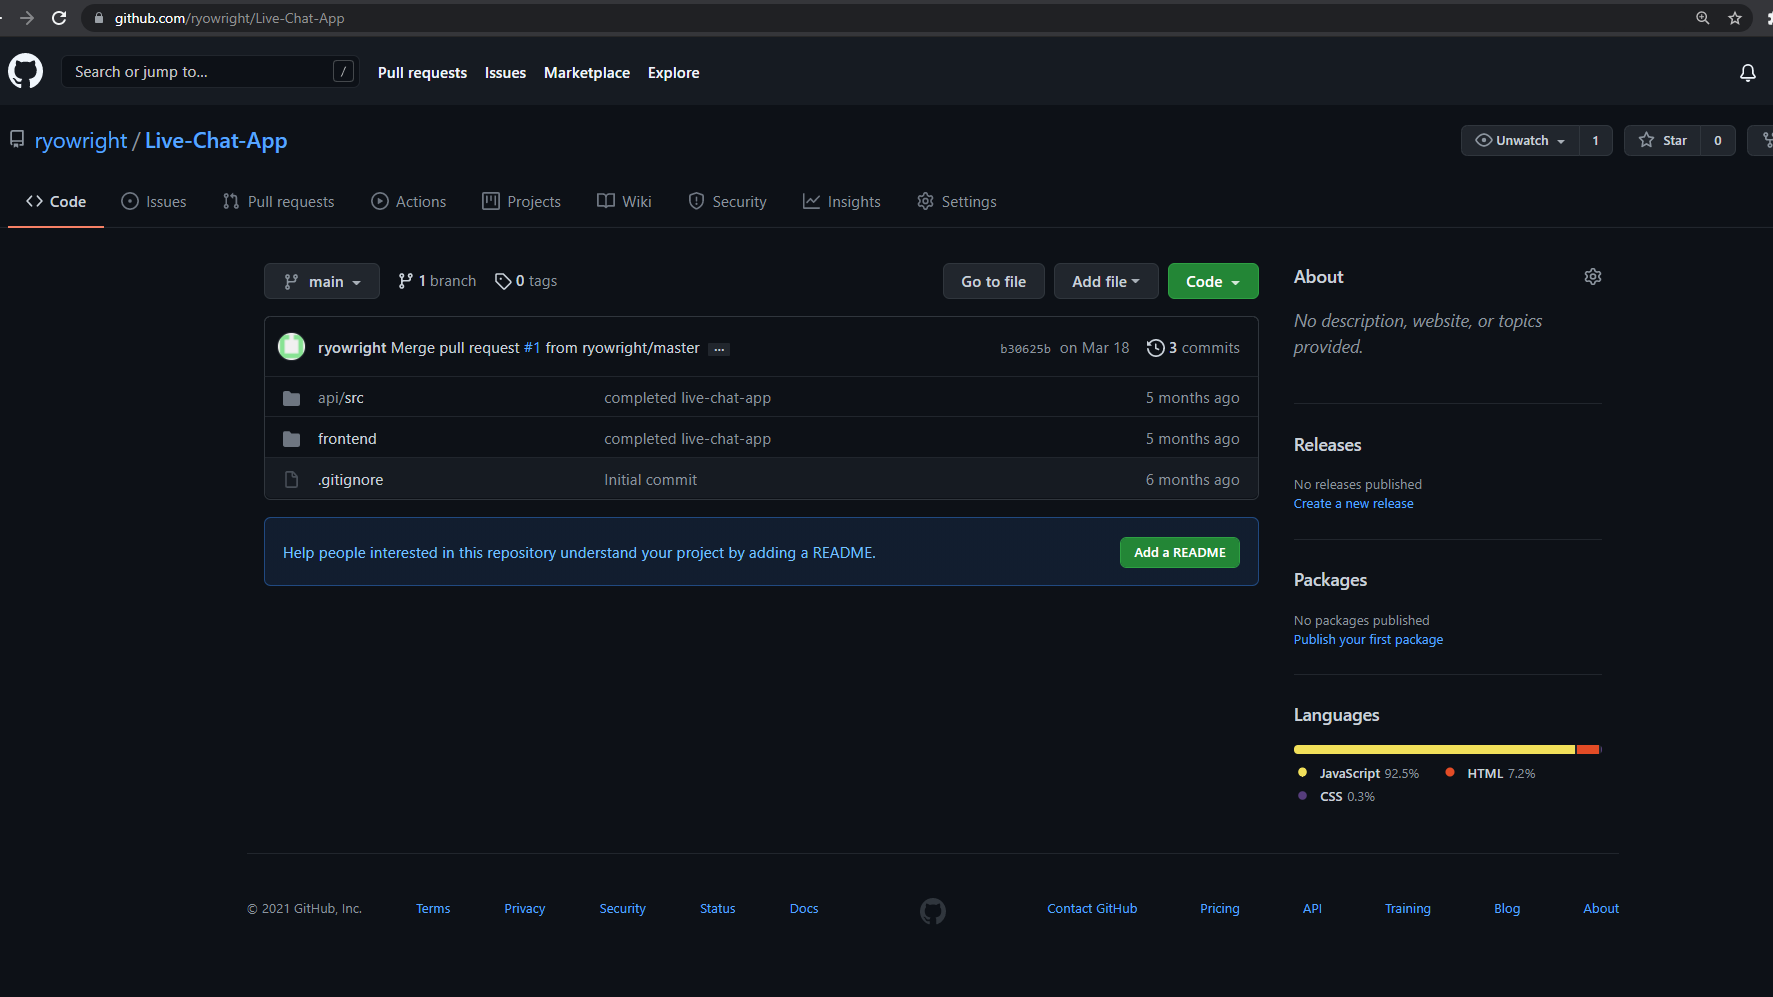 github.com/ryowright/Live-Chat-App
Search or jump to... /
Pull requests Issues Marketplace Explore
ryowright / Live-Chat-App
Unwatch 1 Star 0
Code Issues Pull requests Actions Projects Wiki Security Insights Settings
main 1 branch 0 tags Go to file Add file Code
ryowright Merge pull request #1 from ryowright/master ... b30625b on Mar 18 3 commits
api/src completed live-chat-app 5 months ago
frontend completed live-chat-app 5 months ago
.gitignore Initial commit 6 months ago
Help people interested in this repository understand your project by adding a README. Add a README
About
No description, website, or topics
provided.
Releases
No releases published
Create a new release
Packages
No packages published
Publish your first package
Languages
JavaScript 92.5% HTML 7.2%
CSS 0.3%
© 2021 GitHub, Inc. Terms Privacy Security Status Docs Contact GitHub Pricing API Training Blog About